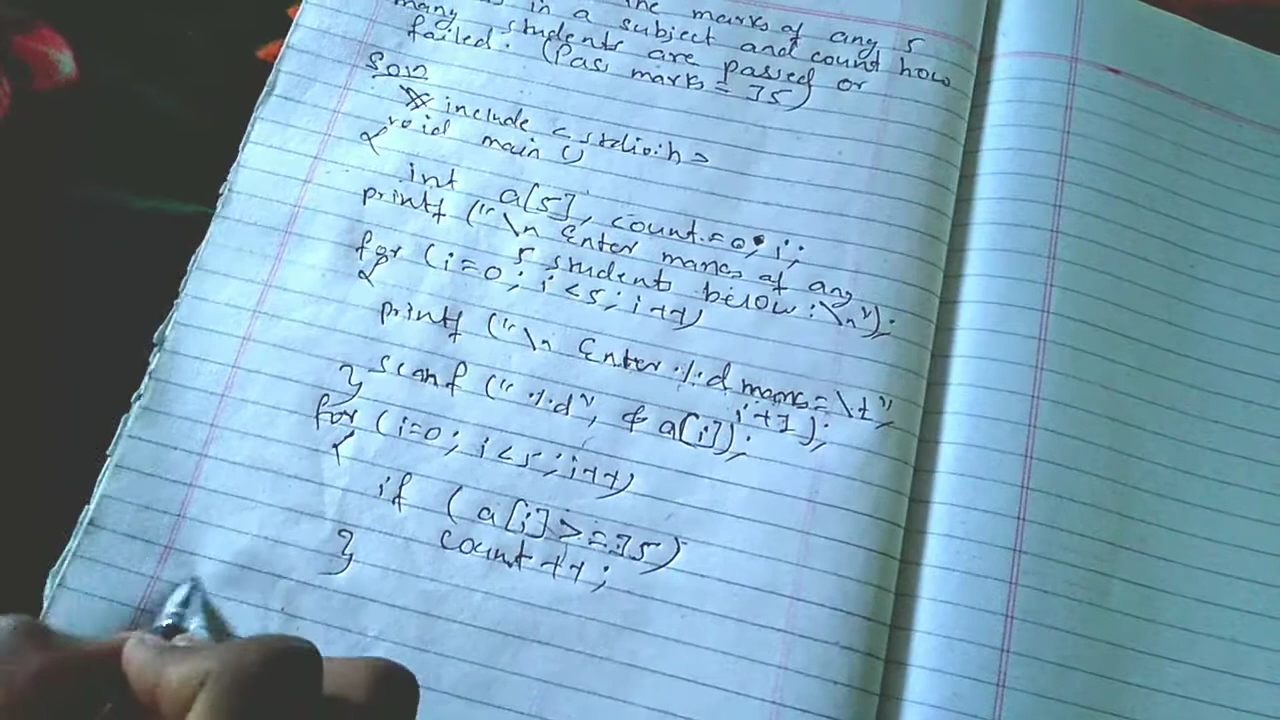 the marks of any 5
in a subject and count how
many students are passed or
failed. (Pass marks = 35)
Soln
# include <stdio.h>
void main ()
{
int a[5], count=0, i;
printf ("\n Enter marks of any
5 student below :\n");
for (i=0; i<5; i++)
{
printf ("\n Enter %d marks=\t",
i+1);
scanf ("%d", & a[i]);
}
for (i=0; i<5; i++)
{
if (a[i]>=35)
count++;
}